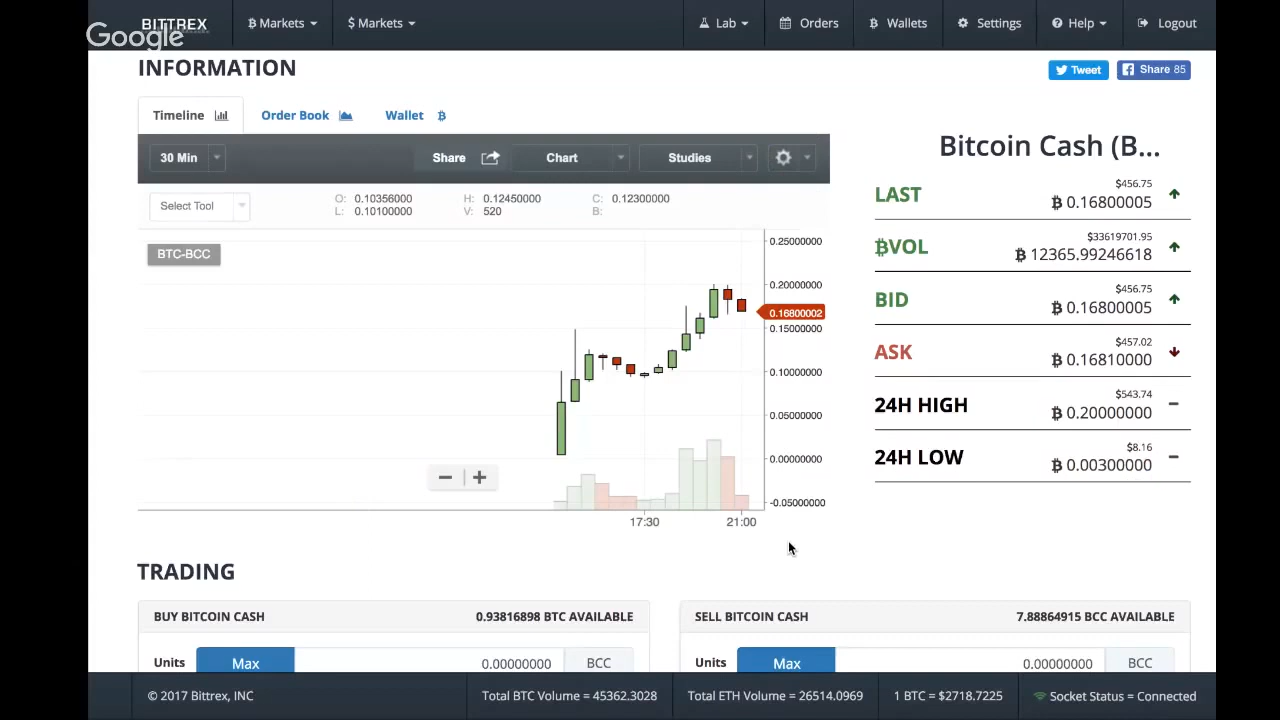 BITTREX
Google
฿ Markets
$ Markets
Lab
Orders
฿ Wallets
Settings
Help
Logout
INFORMATION
Tweet
Share 85
Timeline
Order Book
Wallet ฿
30 Min
Share
Chart
Studies
Select Tool
O: 0.10356000
H: 0.12450000
C: 0.12300000
L: 0.10100000
V: 520
B:
BTC-BCC
0.25000000
0.20000000
0.16800002
0.15000000
0.10000000
0.05000000
0.00000000
-0.05000000
17:30
21:00
Bitcoin Cash (B...
LAST
$456.75
฿ 0.16800005
฿VOL
$33619701.95
฿ 12365.99246618
BID
$456.75
฿ 0.16800005
ASK
$457.02
฿ 0.16810000
24H HIGH
$543.74
฿ 0.20000000
24H LOW
$8.16
฿ 0.00300000
TRADING
BUY BITCOIN CASH
0.93816898 BTC AVAILABLE
Units
Max
0.00000000
BCC
SELL BITCOIN CASH
7.88864915 BCC AVAILABLE
Units
Max
0.00000000
BCC
© 2017 Bittrex, INC
Total BTC Volume = 45362.3028
Total ETH Volume = 26514.0969
1 BTC = $2718.7225
Socket Status = Connected